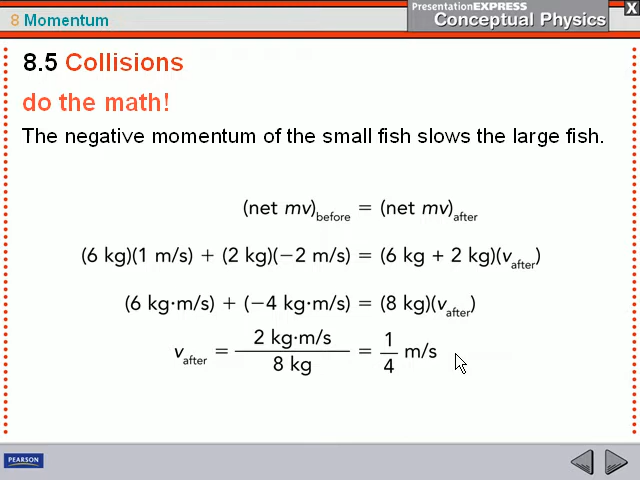 8 Momentum
PresentationEXPRESS
Conceptual Physics
X
8.5 Collisions
do the math!
The negative momentum of the small fish slows the large fish.
(net mv)before = (net mv)after
(6 kg)(1 m/s) + (2 kg)(−2 m/s) = (6 kg + 2 kg)(vafter)
(6 kg·m/s) + (−4 kg·m/s) = (8 kg)(vafter)
vafter = 2 kg·m/s / 8 kg = 1/4 m/s
PEARSON